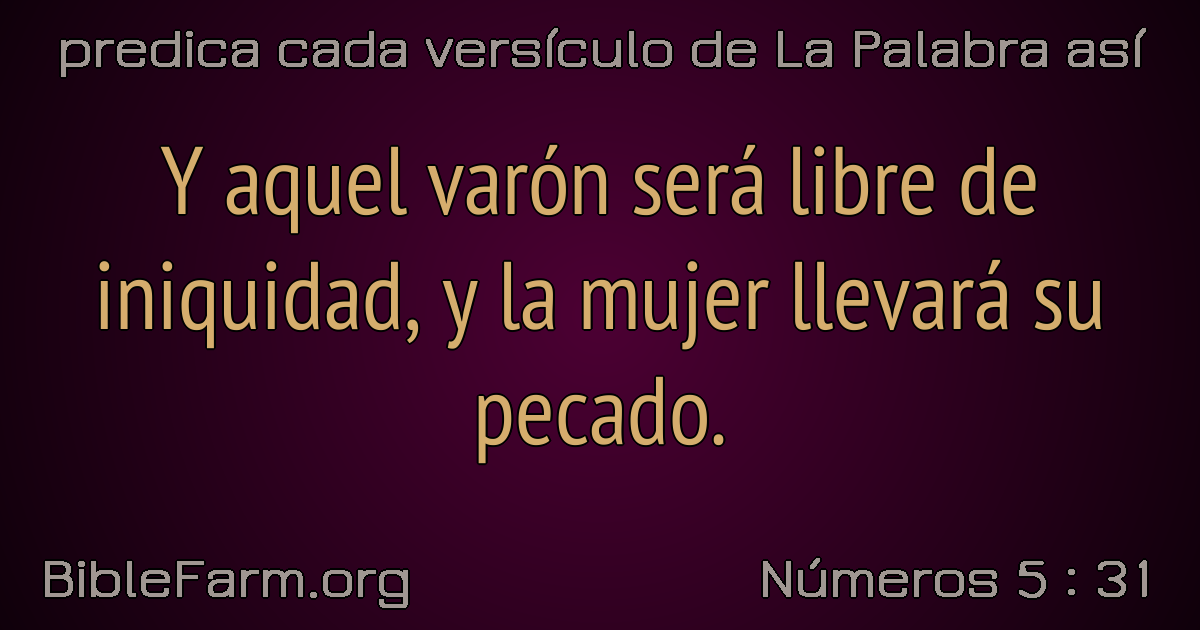 predica cada versículo de La Palabra así
Y aquel varón será libre de
iniquidad, y la mujer llevará su
pecado.
BibleFarm.org
Números 5 : 31